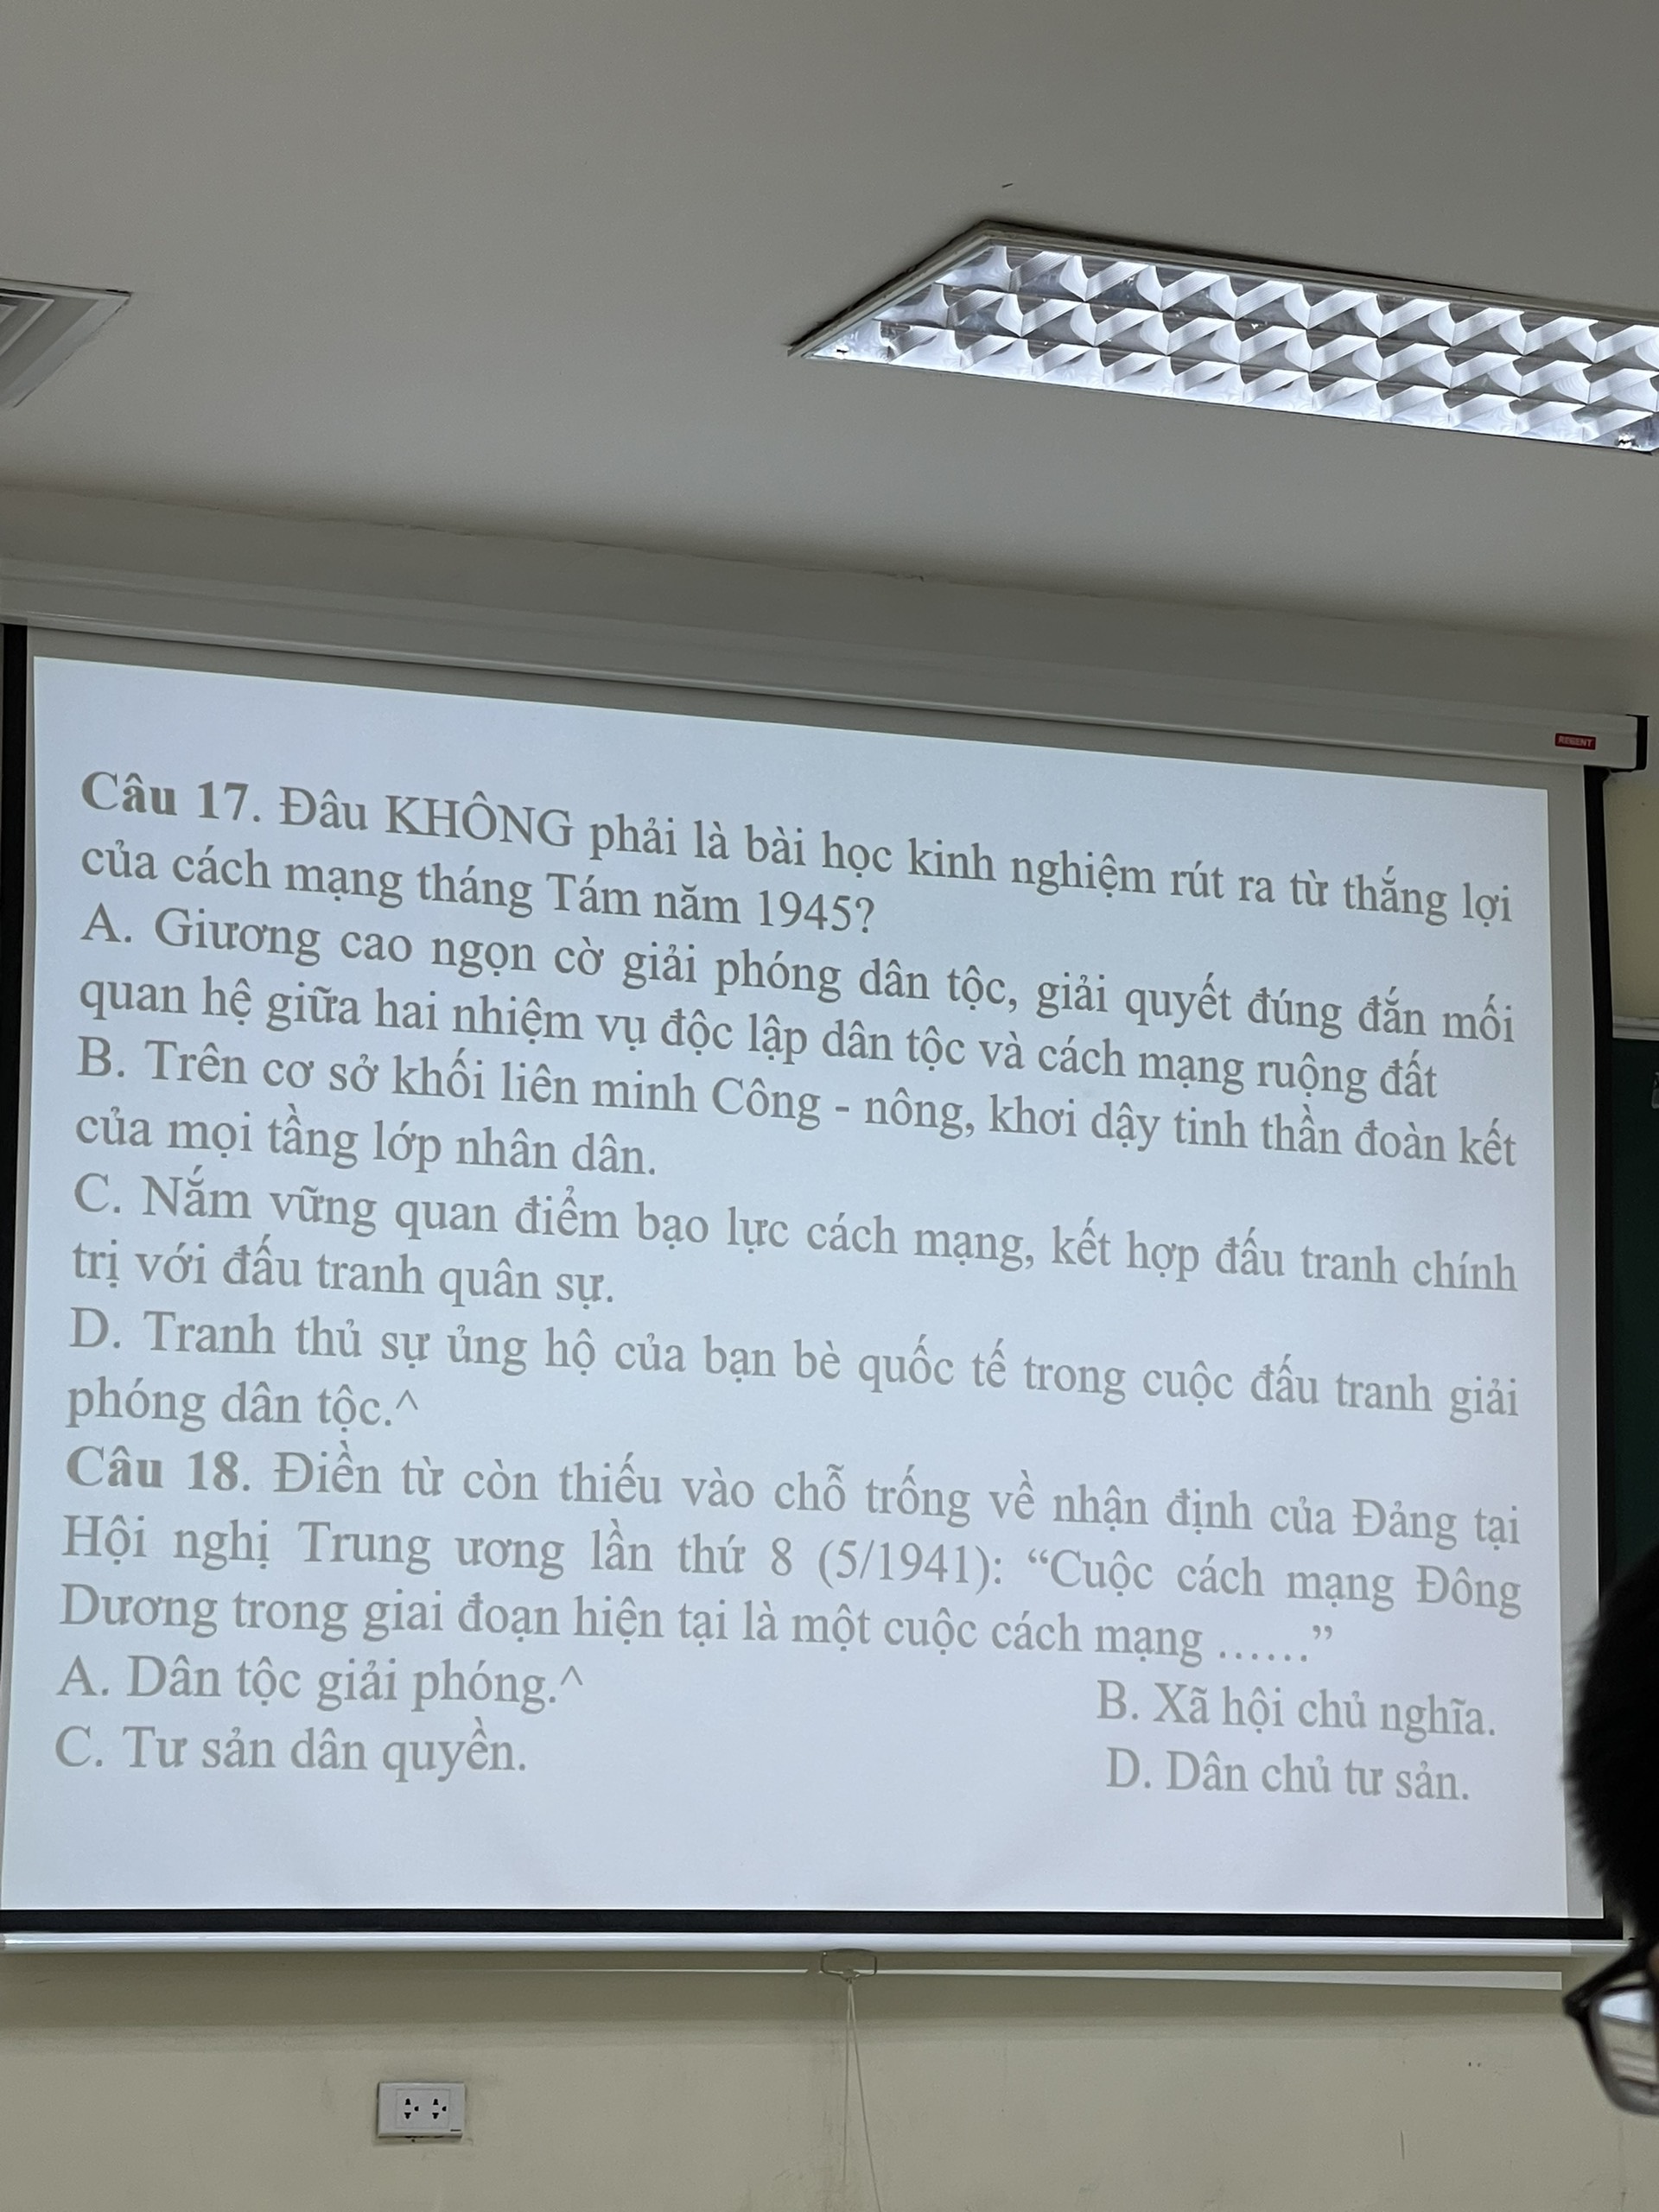 REGENT
Câu 17. Đâu KHÔNG phải là bài học kinh nghiệm rút ra từ thắng lợi
của cách mạng tháng Tám năm 1945?
A. Giương cao ngọn cờ giải phóng dân tộc, giải quyết đúng đắn mối
quan hệ giữa hai nhiệm vụ độc lập dân tộc và cách mạng ruộng đất
B. Trên cơ sở khối liên minh Công - nông, khơi dậy tinh thần đoàn kết
của mọi tầng lớp nhân dân.
C. Nắm vững quan điểm bạo lực cách mạng, kết hợp đấu tranh chính
trị với đấu tranh quân sự.
D. Tranh thủ sự ủng hộ của bạn bè quốc tế trong cuộc đấu tranh giải
phóng dân tộc.^
Câu 18. Điền từ còn thiếu vào chỗ trống về nhận định của Đảng tại
Hội nghị Trung ương lần thứ 8 (5/1941): “Cuộc cách mạng Đông
Dương trong giai đoạn hiện tại là một cuộc cách mạng ......”
A. Dân tộc giải phóng.^ B. Xã hội chủ nghĩa.
C. Tư sản dân quyền. D. Dân chủ tư sản.